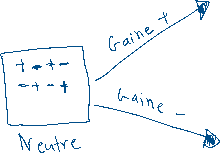 Gaine +
+ - + -
- + - +
Gaine -
Neutre